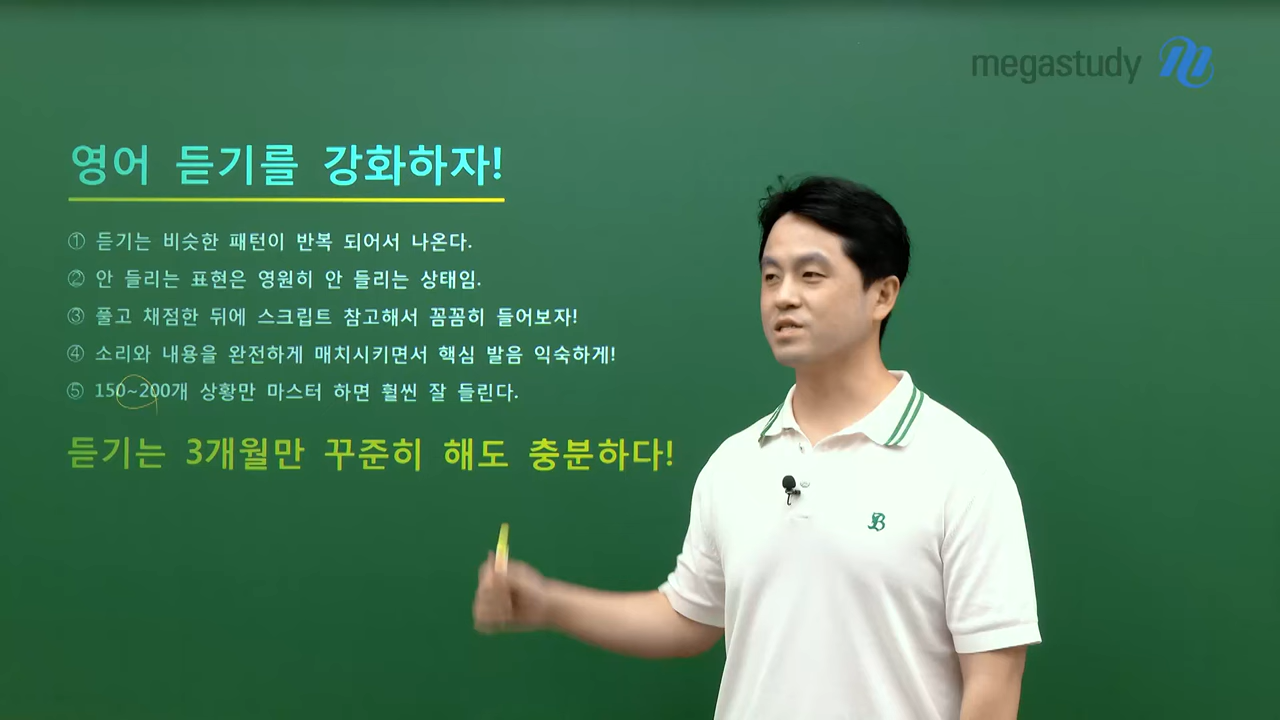 megastudy
영어 듣기를 강화하자!
① 듣기는 비슷한 패턴이 반복 되어서 나온다.
② 안 들리는 표현은 영원히 안 들리는 상태임.
③ 풀고 채점한 뒤에 스크립트 참고해서 꼼꼼히 들어보자!
④ 소리와 내용을 완전하게 매치시키면서 핵심 발음 익숙하게!
⑤ 150~200개 상황만 마스터 하면 훨씬 잘 들린다.
듣기는 3개월만 꾸준히 해도 충분하다!
B